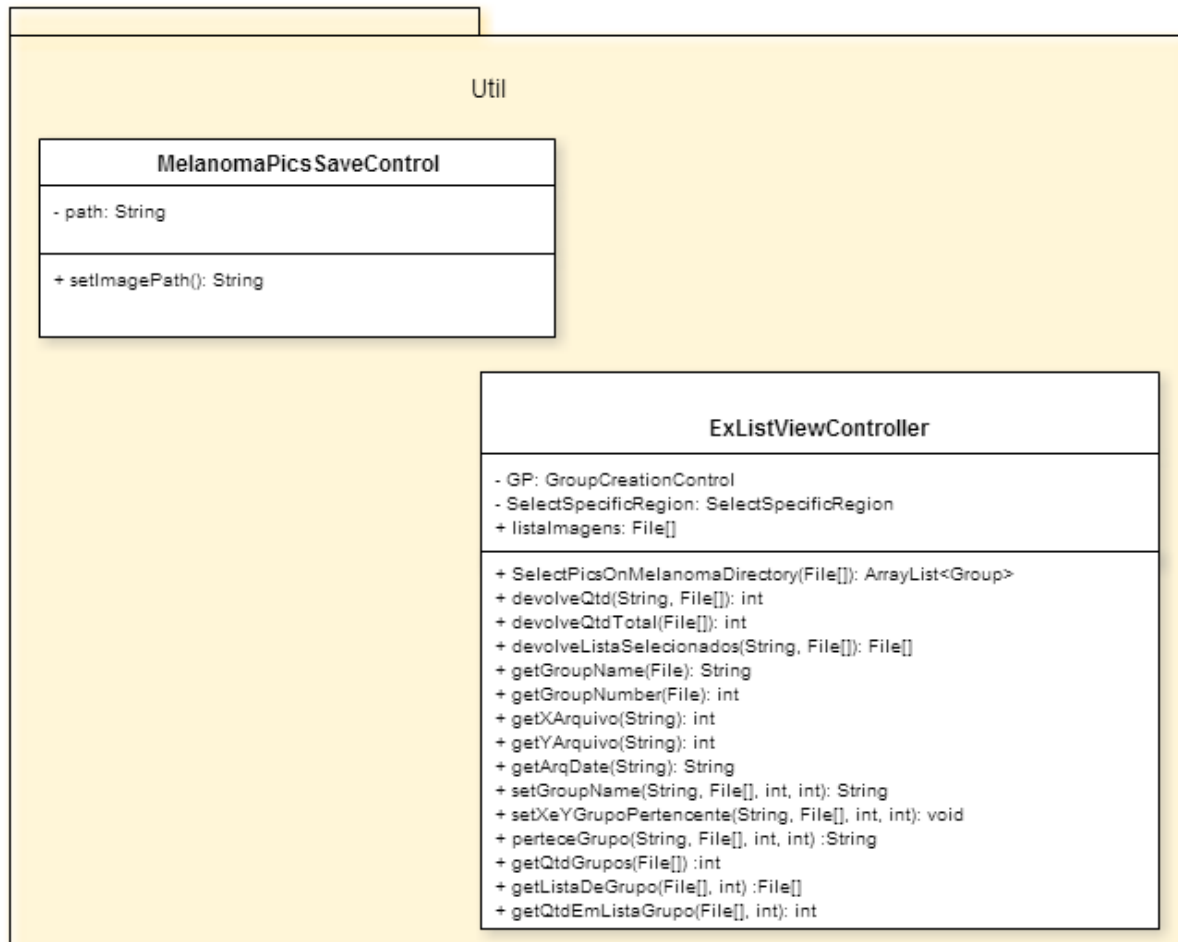 Util
MelanomaPicsSaveControl
- path: String
+ setImagePath(): String
ExListViewController
- GP: GroupCreationControl
- SelectSpecificRegion: SelectSpecificRegion
+ listaImagens: File[]
+ SelectPicsOnMelanomaDirectory(File[]): ArrayList<Group>
+ devolveQtd(String, File[]): int
+ devolveQtdTotal(File[]): int
+ devolveListaSelecionados(String, File[]): File[]
+ getGroupName(File): String
+ getGroupNumber(File): int
+ getXArquivo(String): int
+ getYArquivo(String): int
+ getArqDate(String): String
+ setGroupName(String, File[], int, int): String
+ setXeYGrupoPertencente(String, File[], int, int): void
+ perteceGrupo(String, File[], int, int) :String
+ getQtdGrupos(File[]) :int
+ getListaDeGrupo(File[], int) :File[]
+ getQtdEmListaGrupo(File[], int): int